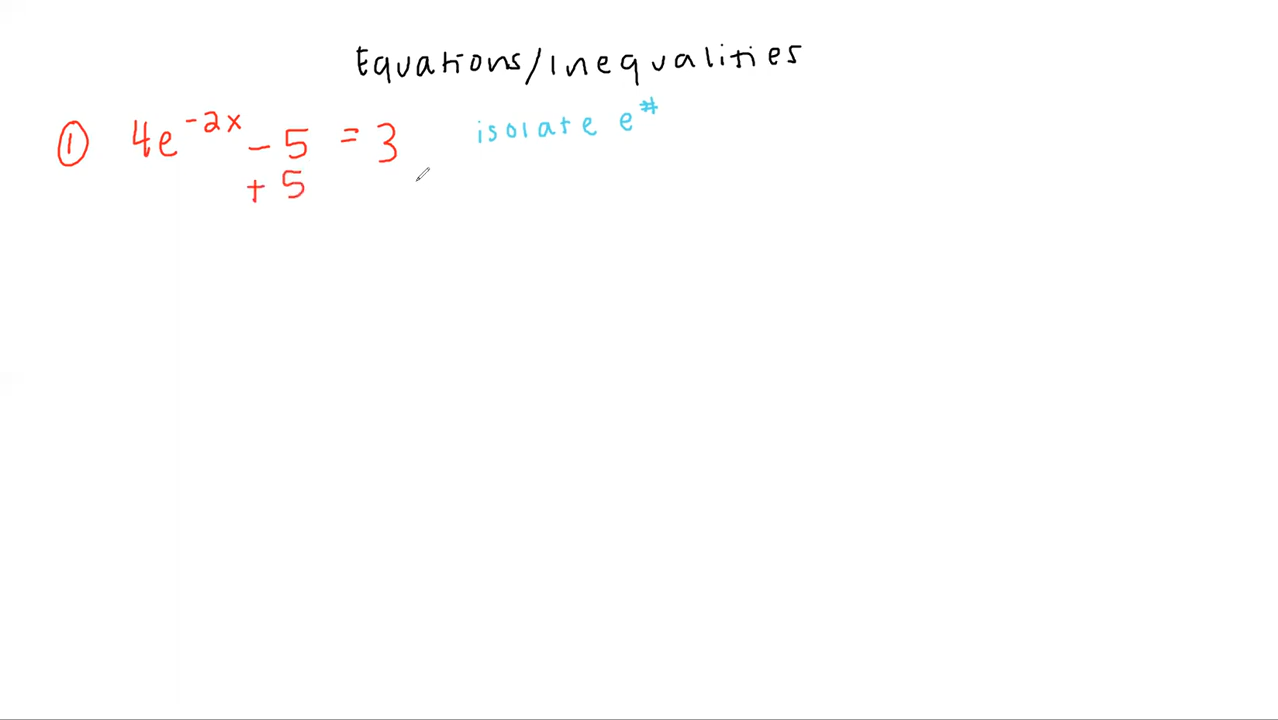 Equations/Inequalities
① 4e^{-2x} - 5 = 3 isolate e^#
+ 5